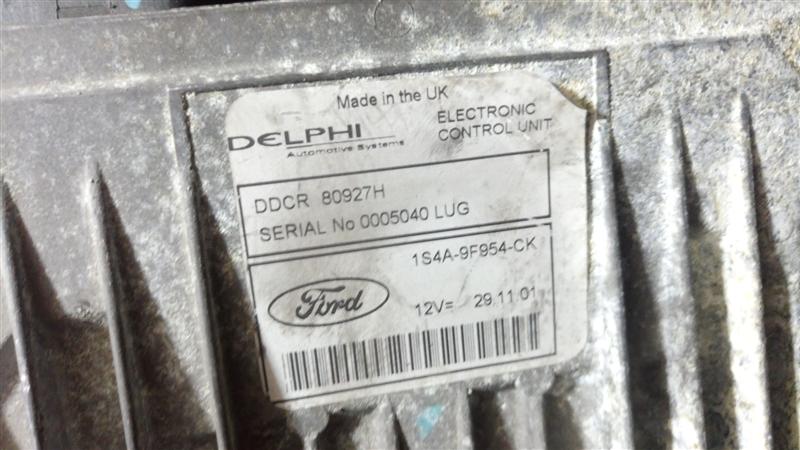 Made in the UK
DELPHI
Automotive Systems
ELECTRONIC
CONTROL UNIT
DDCR 80927H
SERIAL No 0005040 LUG
1S4A-9F954-CK
Ford
12V= 29.11.01